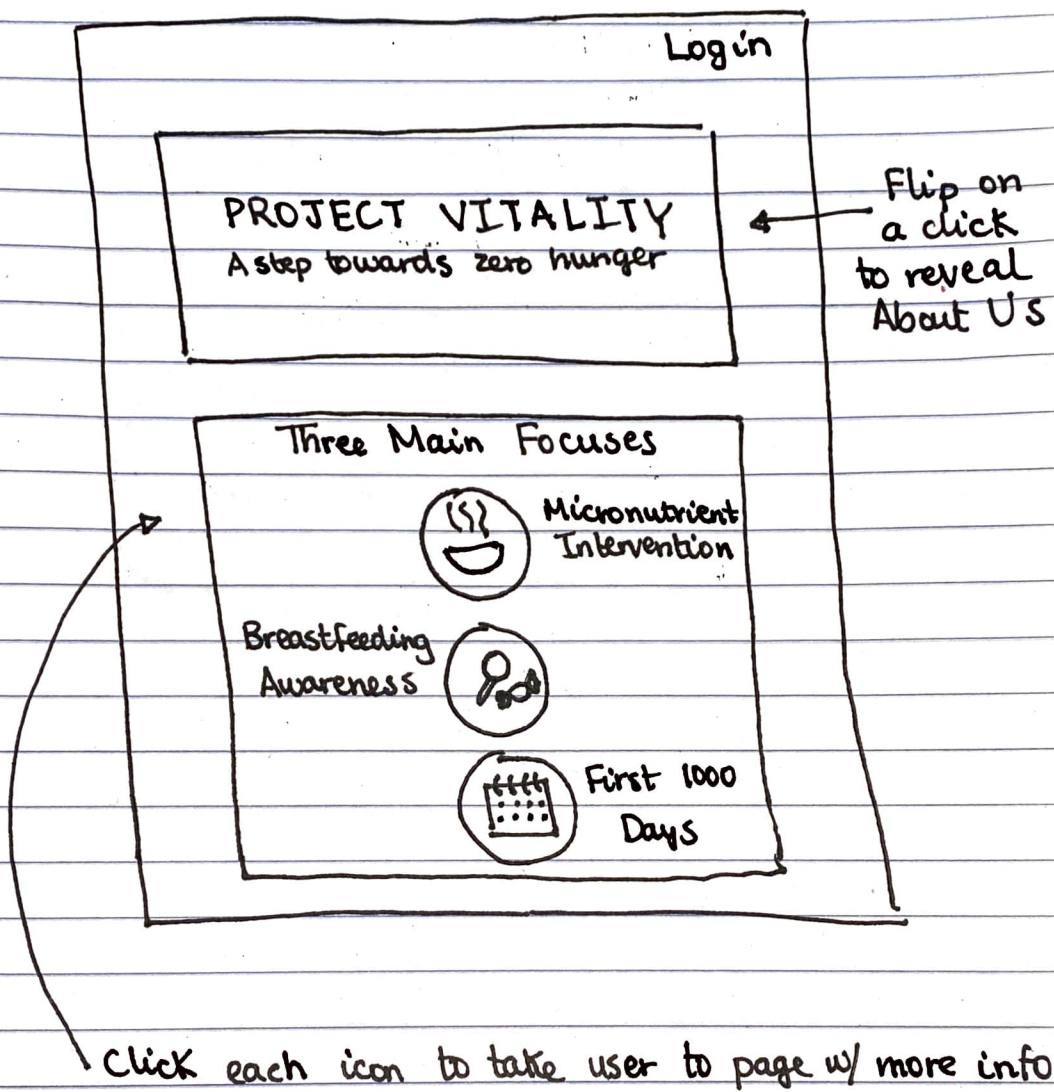 Login
PROJECT VITALITY
A step towards zero hunger
Flip on
a click
to reveal
About Us
Three Main Focuses
Micronutrient
Intervention
Breastfeeding
Awareness
First 1000
Days
Click each icon to take user to page w/ more info